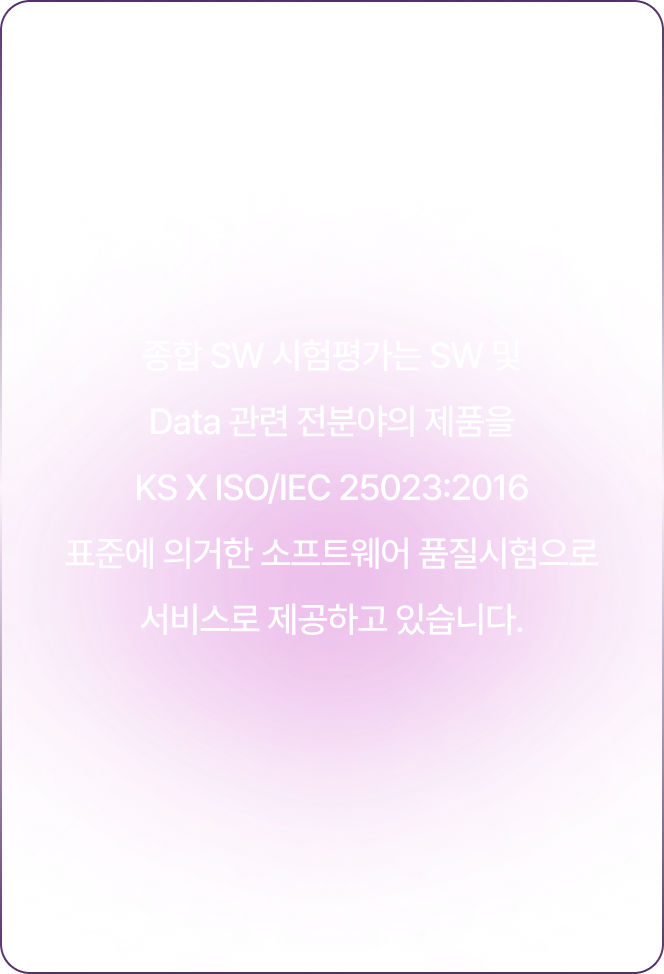 종합 SW 시험평가는 SW 및
Data 관련 전분야의 제품을
KS X ISO/IEC 25023:2016
표준에 의거한 소프트웨어 품질시험으로
서비스로 제공하고 있습니다.